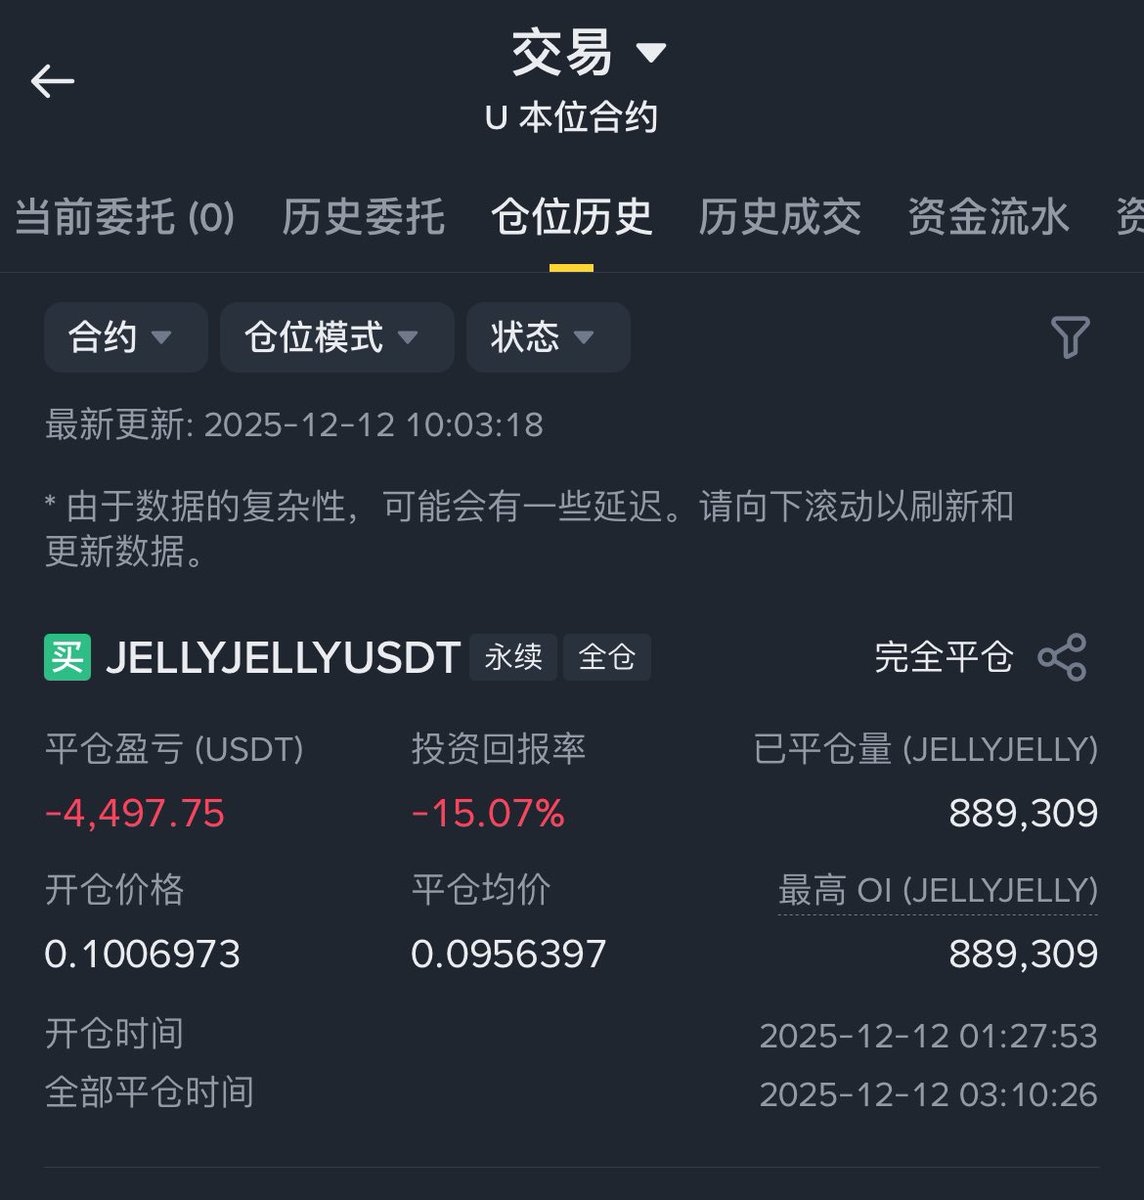 交易
U 本位合约
当前委托 (0) 历史委托 仓位历史 历史成交 资金流水 资
合约 仓位模式 状态
最新更新: 2025-12-12 10:03:18
* 由于数据的复杂性，可能会有一些延迟。请向下滚动以刷新和
更新数据。
买 JELLYJELLYUSDT 永续 全仓 完全平仓
平仓盈亏 (USDT) 投资回报率 已平仓量 (JELLYJELLY)
-4,497.75 -15.07% 889,309
开仓价格 平仓均价 最高 OI (JELLYJELLY)
0.1006973 0.0956397 889,309
开仓时间 2025-12-12 01:27:53
全部平仓时间 2025-12-12 03:10:26